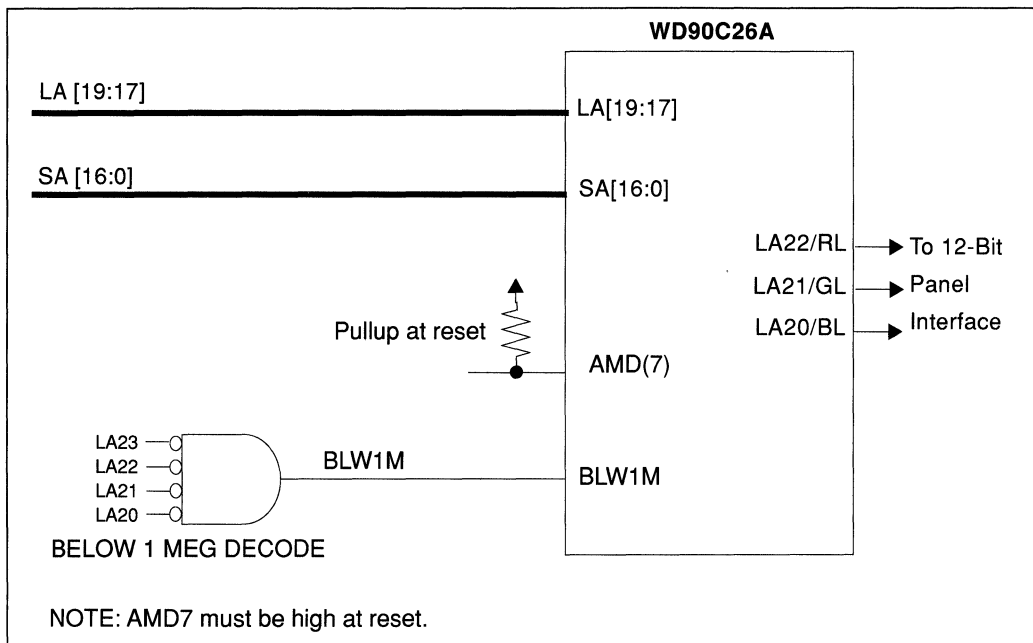 WD90C26A
LA [19:17]
LA[19:17]
SA [16:0]
SA[16:0]
LA22/RL
To 12-Bit
LA21/GL
Panel
LA20/BL
Interface
Pullup at reset
AMD(7)
LA23
LA22
LA21
LA20
BLW1M
BLW1M
BELOW 1 MEG DECODE
NOTE: AMD7 must be high at reset.